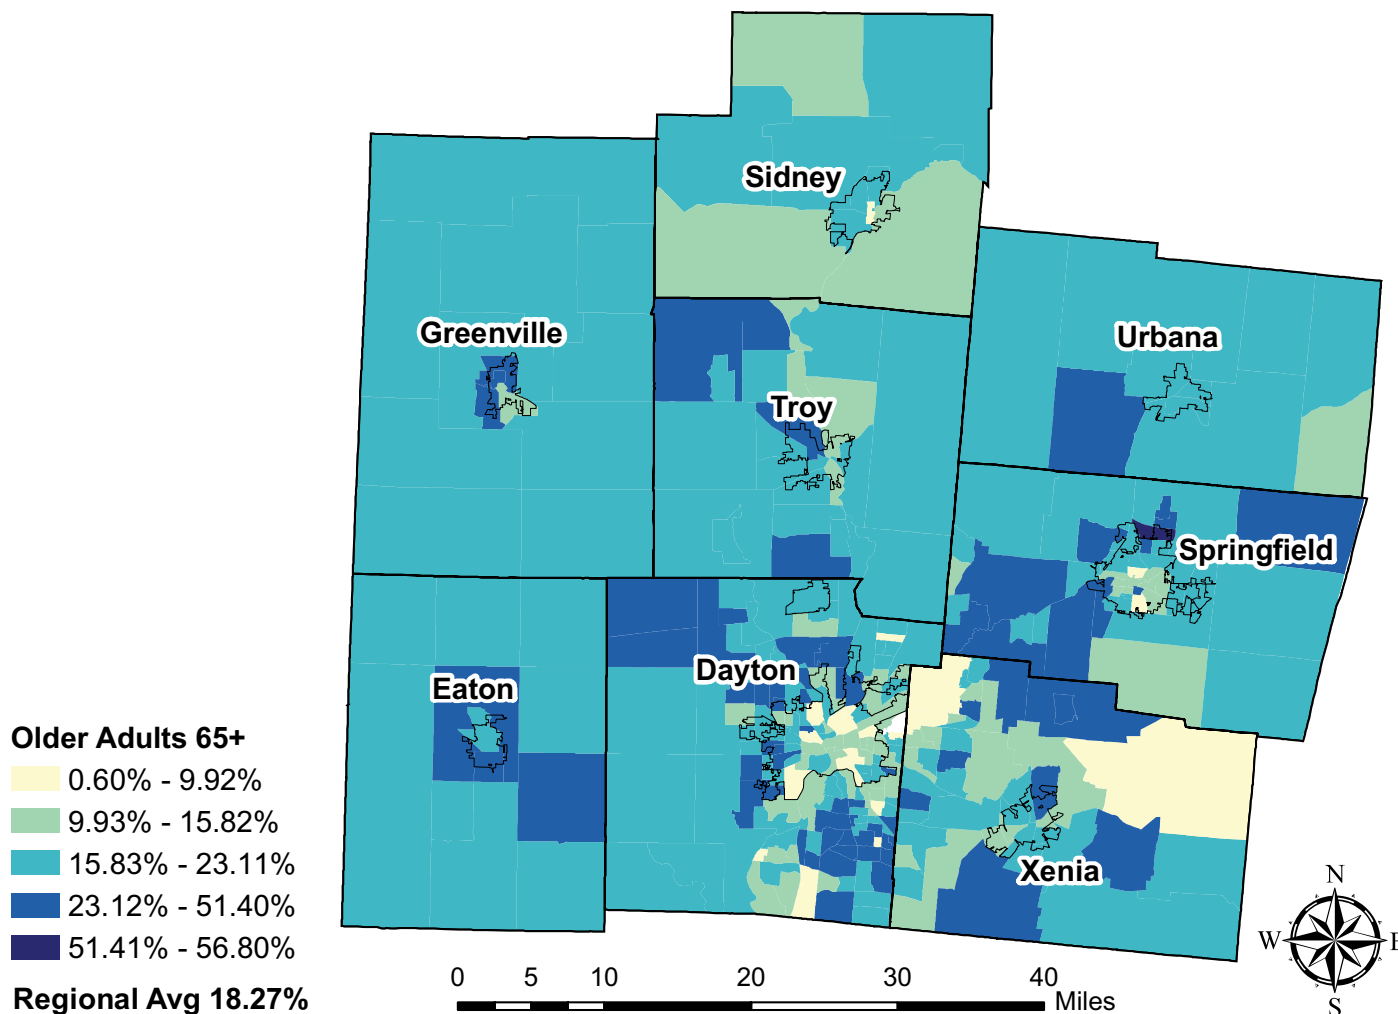 Sidney
Greenville
Urbana
Troy
Springfield
Dayton
Eaton
Xenia
Older Adults 65+
0.60% - 9.92%
9.93% - 15.82%
15.83% - 23.11%
23.12% - 51.40%
51.41% - 56.80%
Regional Avg 18.27%
0 5 10 20 30 40
Miles
N
W E
S